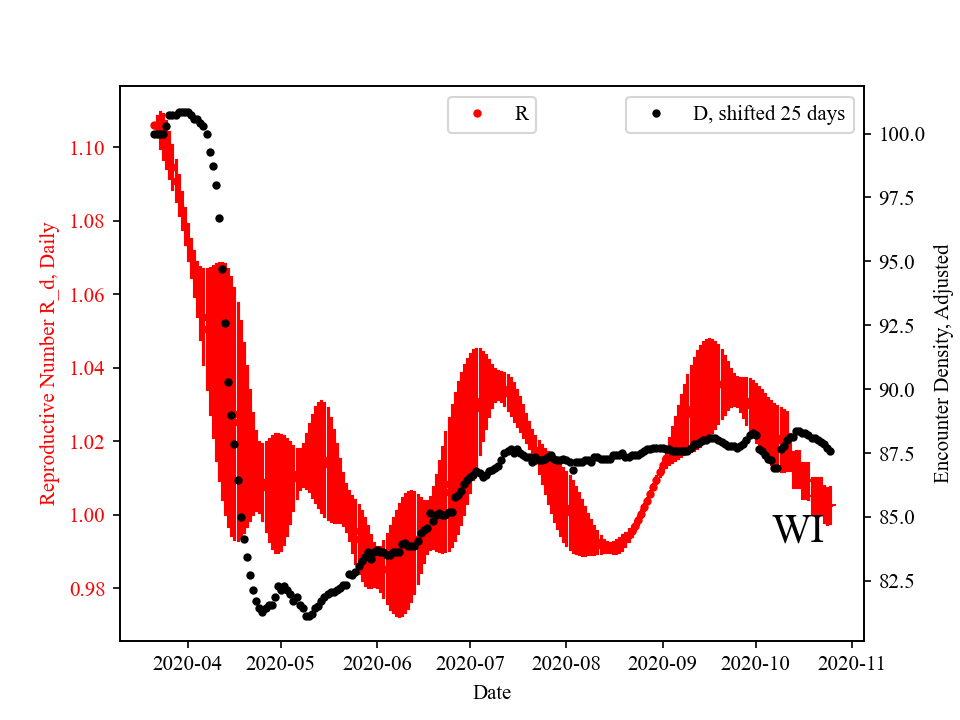 R
D, shifted 25 days
1.10
1.08
1.06
1.04
1.02
1.00
0.98
Reproductive Number R_d, Daily
100.0
97.5
95.0
92.5
90.0
87.5
85.0
82.5
Encounter Density, Adjusted
WI
2020-04 2020-05 2020-06 2020-07 2020-08 2020-09 2020-10 2020-11
Date